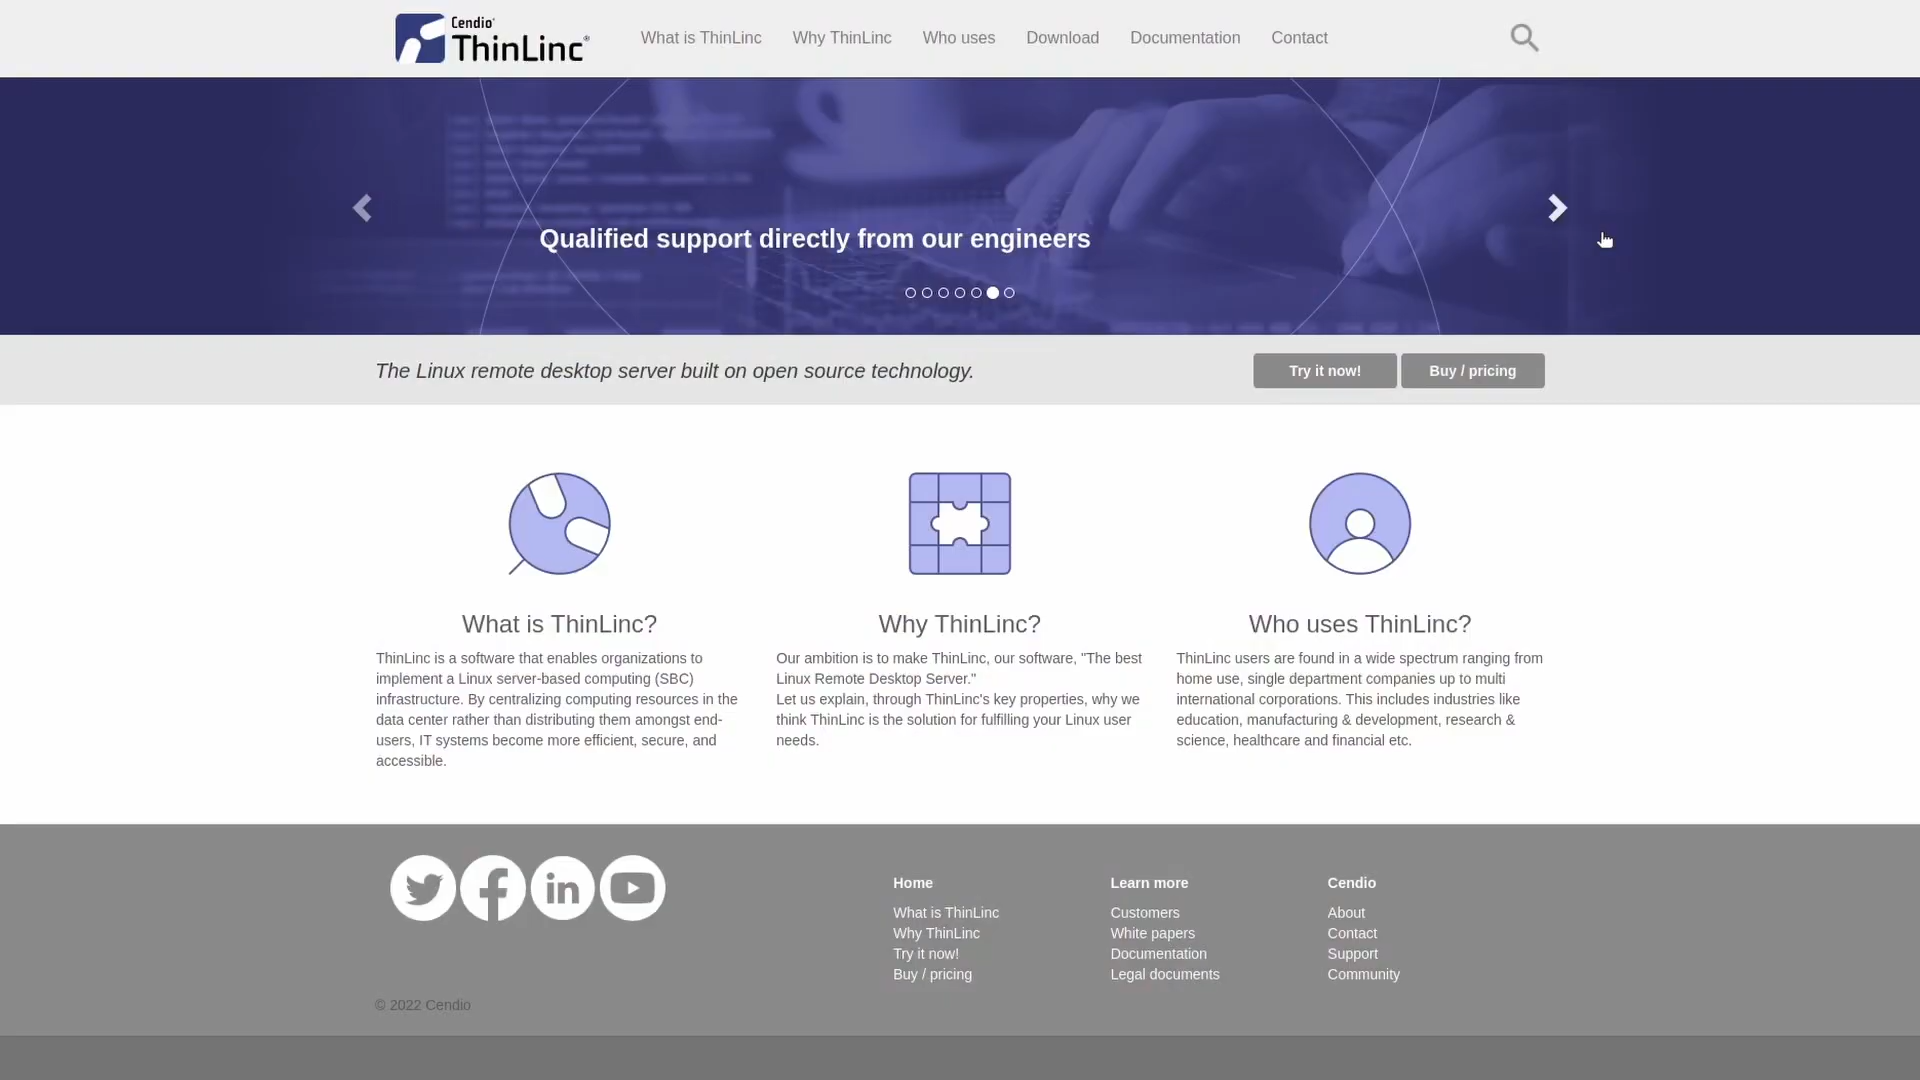 Cendio®
ThinLinc®
What is ThinLinc
Why ThinLinc
Who uses
Download
Documentation
Contact
Qualified support directly from our engineers
The Linux remote desktop server built on open source technology.
Try it now!
Buy / pricing
What is ThinLinc?
ThinLinc is a software that enables organizations to
implement a Linux server-based computing (SBC)
infrastructure. By centralizing computing resources in the
data center rather than distributing them amongst end-
users, IT systems become more efficient, secure, and
accessible.
Why ThinLinc?
Our ambition is to make ThinLinc, our software, "The best
Linux Remote Desktop Server."
Let us explain, through ThinLinc's key properties, why we
think ThinLinc is the solution for fulfilling your Linux user
needs.
Who uses ThinLinc?
ThinLinc users are found in a wide spectrum ranging from
home use, single department companies up to multi
international corporations. This includes industries like
education, manufacturing & development, research &
science, healthcare and financial etc.
Home
What is ThinLinc
Why ThinLinc
Try it now!
Buy / pricing
Learn more
Customers
White papers
Documentation
Legal documents
Cendio
About
Contact
Support
Community
© 2022 Cendio